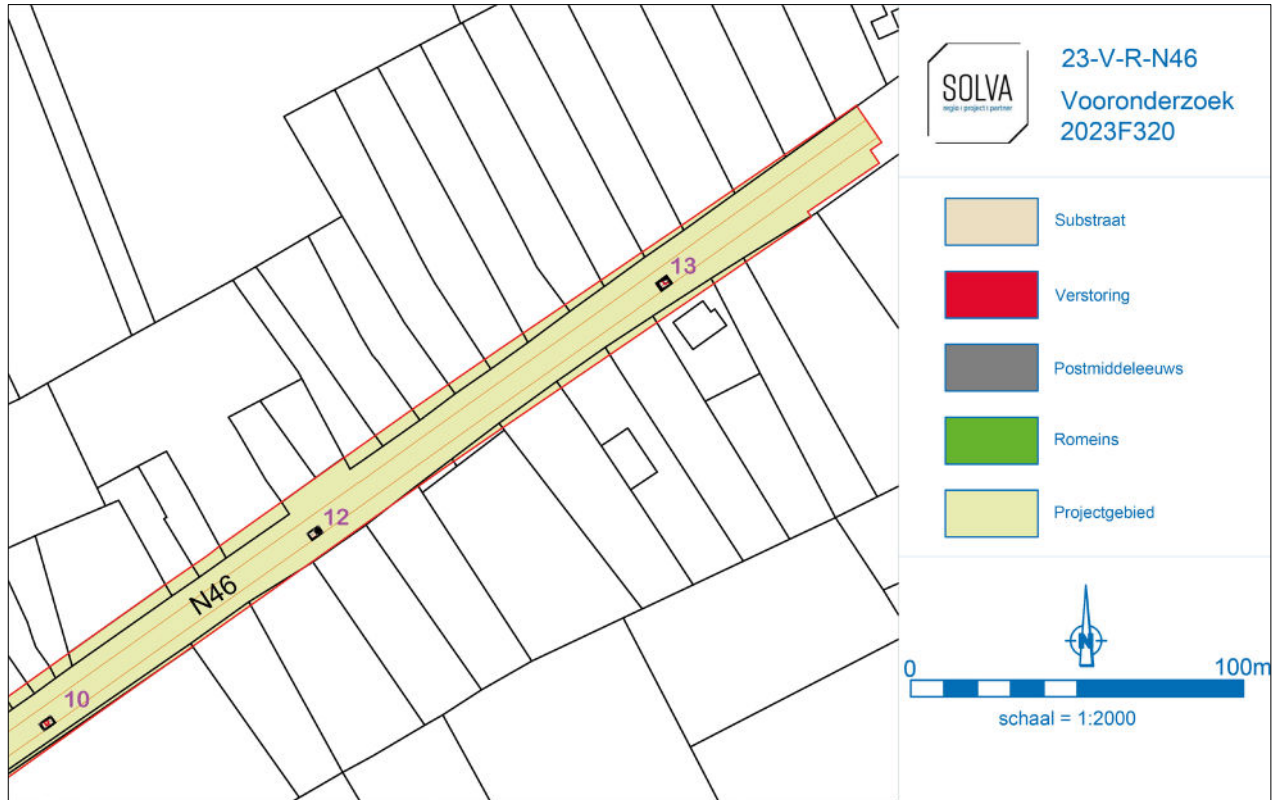 13
12
N46
10
SOLVA
regio | project | partner
23-V-R-N46
Vooronderzoek
2023F320
Substraat
Verstoring
Postmiddeleeuws
Romeins
Projectgebied
N
0 100m
schaal = 1:2000